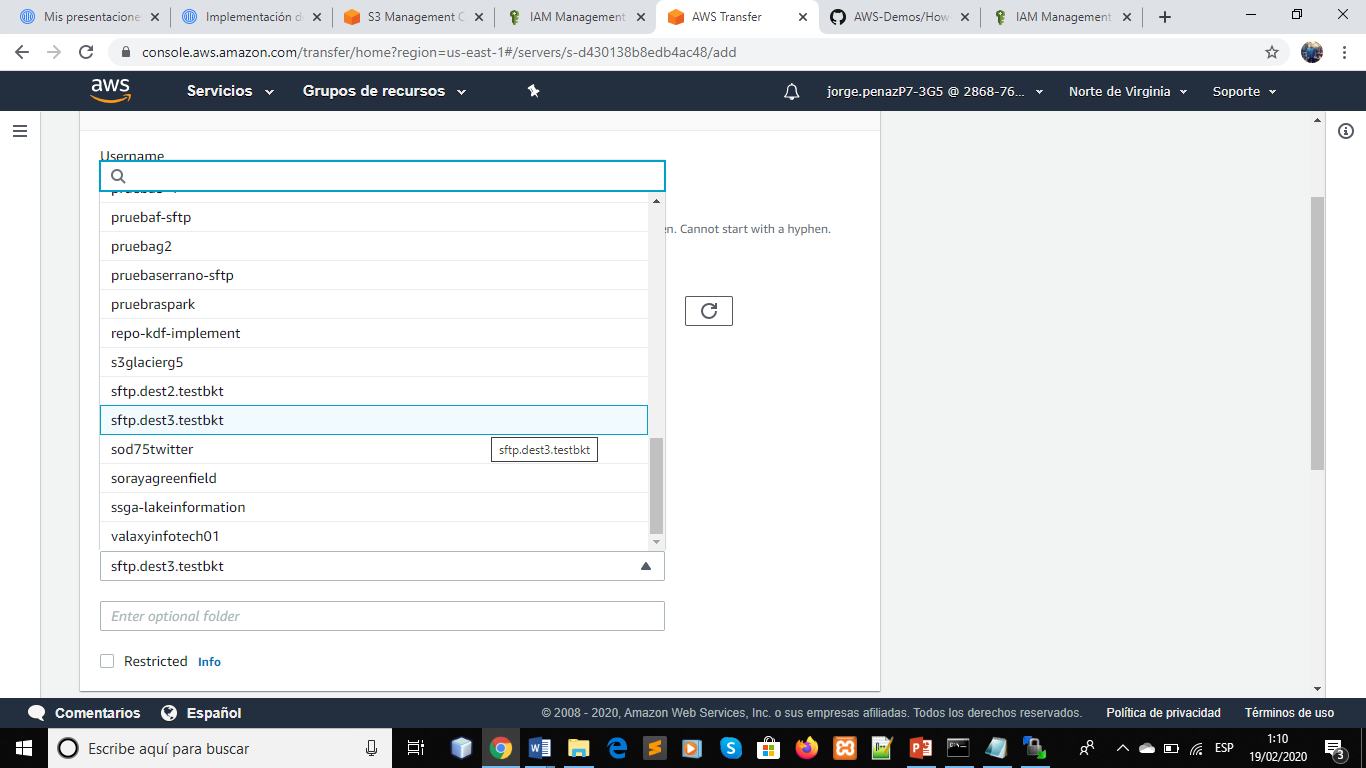 Mis presentacione
Implementación d
S3 Management C
IAM Management
AWS Transfer
AWS-Demos/How
IAM Management
console.aws.amazon.com/transfer/home?region=us-east-1#/servers/s-d430138b8edb4ac48/add
aws
Servicios
Grupos de recursos
jorge.penazP7-3G5 @ 2868-76...
Norte de Virginia
Soporte
Username
pruebaf-sftp
en. Cannot start with a hyphen.
pruebag2
pruebaserrano-sftp
pruebraspark
repo-kdf-implement
s3glacierg5
sftp.dest2.testbkt
sftp.dest3.testbkt
sod75twitter
sftp.dest3.testbkt
sorayagreenfield
ssga-lakeinformation
valaxyinfotech01
sftp.dest3.testbkt
Enter optional folder
Restricted Info
Comentarios
Español
© 2008 - 2020, Amazon Web Services, Inc. o sus empresas afiliadas. Todos los derechos reservados.
Política de privacidad
Términos de uso
Escribe aquí para buscar
ESP
1:10
19/02/2020
3